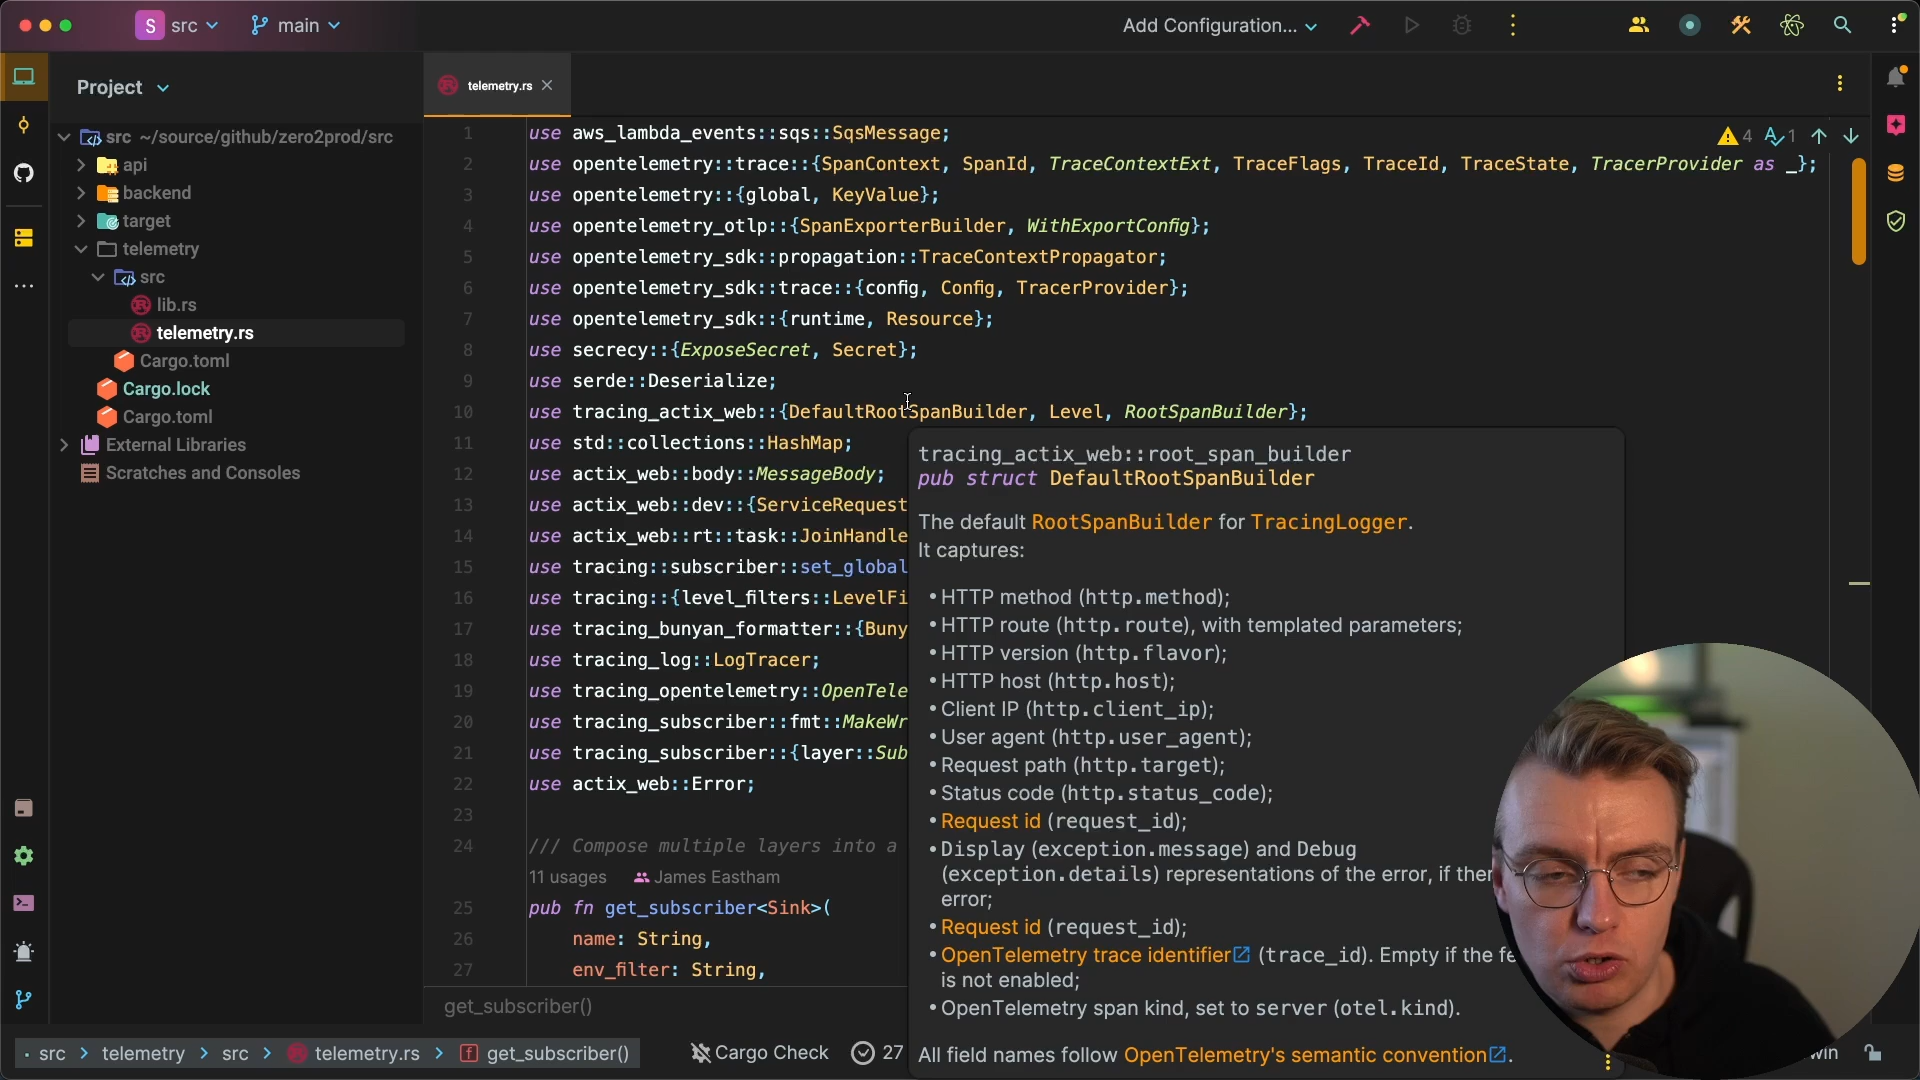 S src main Add Configuration...
Project
telemetry.rs
src ~/source/github/zero2prod/src
api
backend
target
telemetry
src
lib.rs
telemetry.rs
Cargo.toml
Cargo.lock
Cargo.toml
External Libraries
Scratches and Consoles
4 1
1 use aws_lambda_events::sqs::SqsMessage;
2 use opentelemetry::trace::{SpanContext, SpanId, TraceContextExt, TraceFlags, TraceId, TraceState, TracerProvider as _};
3 use opentelemetry::{global, KeyValue};
4 use opentelemetry_otlp::{SpanExporterBuilder, WithExportConfig};
5 use opentelemetry_sdk::propagation::TraceContextPropagator;
6 use opentelemetry_sdk::trace::{config, Config, TracerProvider};
7 use opentelemetry_sdk::{runtime, Resource};
8 use secrecy::{ExposeSecret, Secret};
9 use serde::Deserialize;
10 use tracing_actix_web::{DefaultRootSpanBuilder, Level, RootSpanBuilder};
11 use std::collections::HashMap;
12 use actix_web::body::MessageBody;
13 use actix_web::dev::{ServiceRequest
14 use actix_web::rt::task::JoinHandle
15 use tracing::subscriber::set_global
16 use tracing::{level_filters::LevelFi
17 use tracing_bunyan_formatter::{Buny
18 use tracing_log::LogTracer;
19 use tracing_opentelemetry::OpenTele
20 use tracing_subscriber::fmt::MakeWr
21 use tracing_subscriber::{layer::Sub
22 use actix_web::Error;
23
24 /// Compose multiple layers into a
11 usages James Eastham
25 pub fn get_subscriber<Sink>(
26 name: String,
27 env_filter: String,
get_subscriber()
tracing_actix_web::root_span_builder
pub struct DefaultRootSpanBuilder
The default RootSpanBuilder for TracingLogger.
It captures:
• HTTP method (http.method);
• HTTP route (http.route), with templated parameters;
• HTTP version (http.flavor);
• HTTP host (http.host);
• Client IP (http.client_ip);
• User agent (http.user_agent);
• Request path (http.target);
• Status code (http.status_code);
• Request id (request_id);
• Display (exception.message) and Debug
(exception.details) representations of the error, if ther
error;
• Request id (request_id);
• OpenTelemetry trace identifier (trace_id). Empty if the fe
is not enabled;
• OpenTelemetry span kind, set to server (otel.kind).
All field names follow OpenTelemetry's semantic convention.
src > telemetry > src > telemetry.rs > f get_subscriber() Cargo Check 27 win